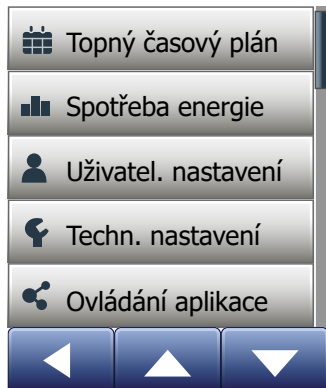 Topný časový plán
Spotřeba energie
Uživatel. nastavení
Techn. nastavení
Ovládání aplikace